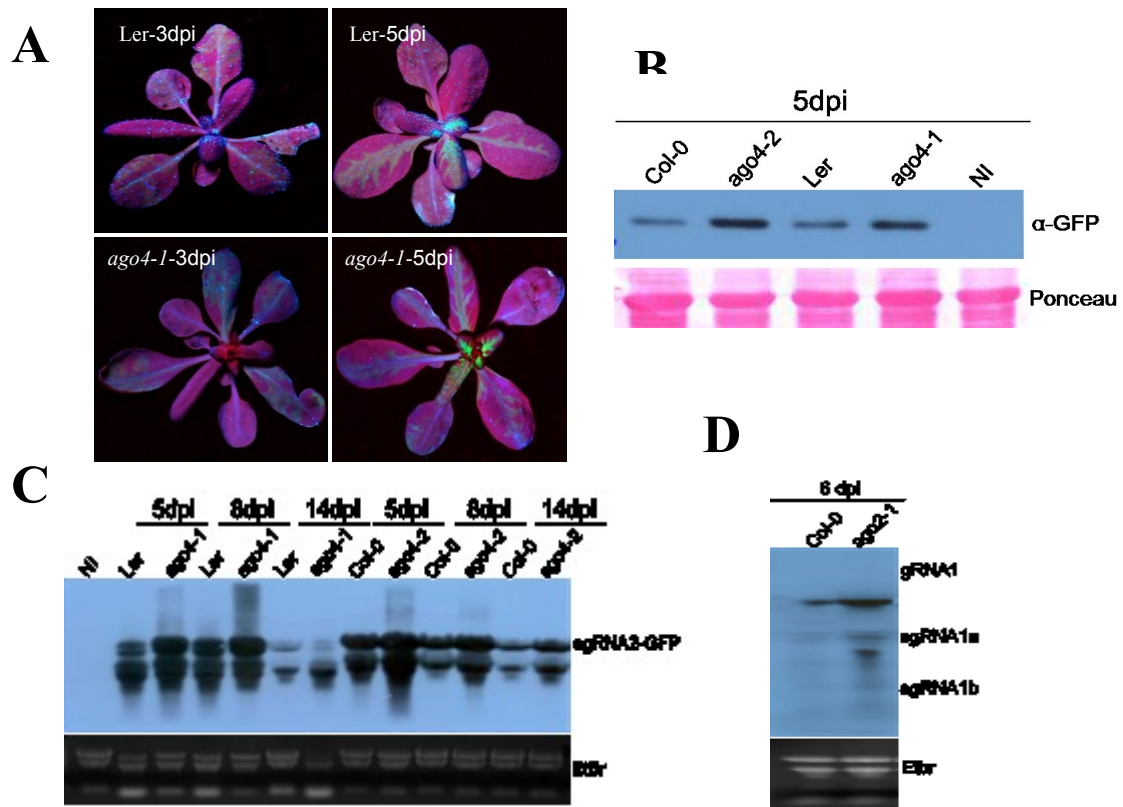 A
Ler-3dpi
Ler-5dpi
ago4-1-3dpi
ago4-1-5dpi
B
5dpi
Col-0 ago4-2 Ler ago4-1 NI
α-GFP
Ponceau
C
5dpi 8dpi 14dpi 5dpi 8dpi 14dpi
NI Ler ago4-1 Ler ago4-1 Ler ago4-1 Col-0 ago4-2 Col-0 ago4-2 Col-0 ago4-2
Etbr
D
6 dpi
Col-0 ago2-1
gRNA1
sgRNA1a
sgRNA1b
Etbr